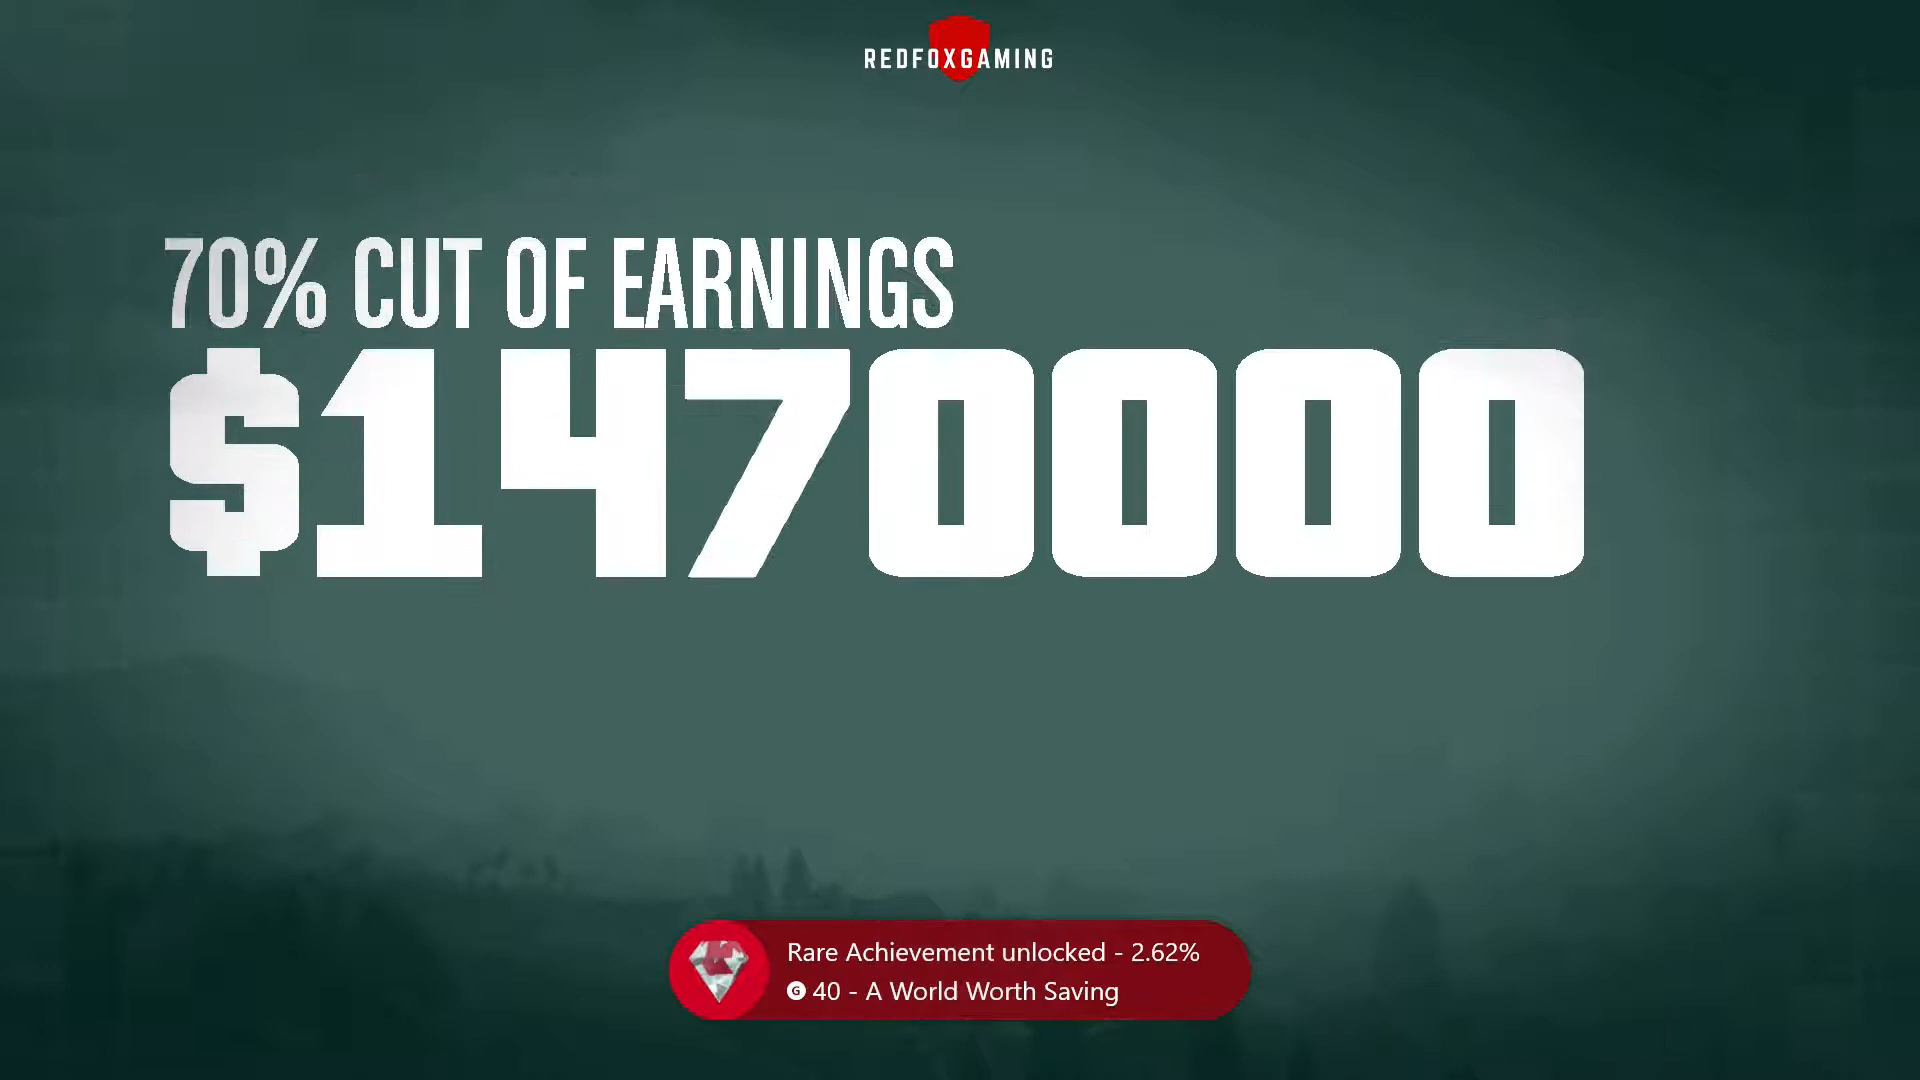 REDFOXGAMING
70% CUT OF EARNINGS
$1470000
Rare Achievement unlocked - 2.62%
G 40 - A World Worth Saving